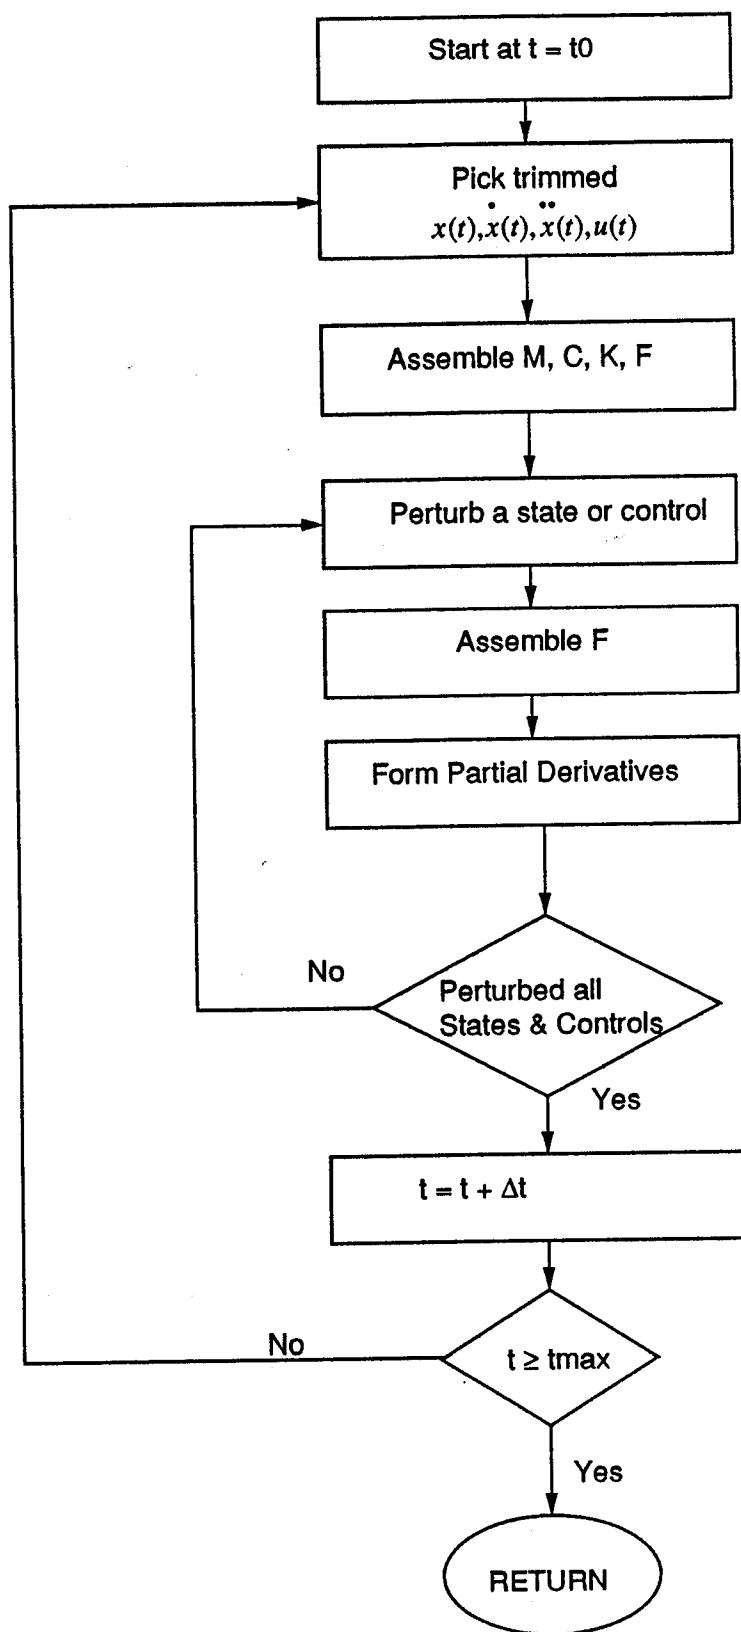 Start at t = t0
Pick trimmed
x(t),ẋ(t),ẍ(t),u(t)
Assemble M, C, K, F
Perturb a state or control
Assemble F
Form Partial Derivatives
No
Perturbed all
States & Controls
Yes
t = t + Δt
No
t ≥ tmax
Yes
RETURN